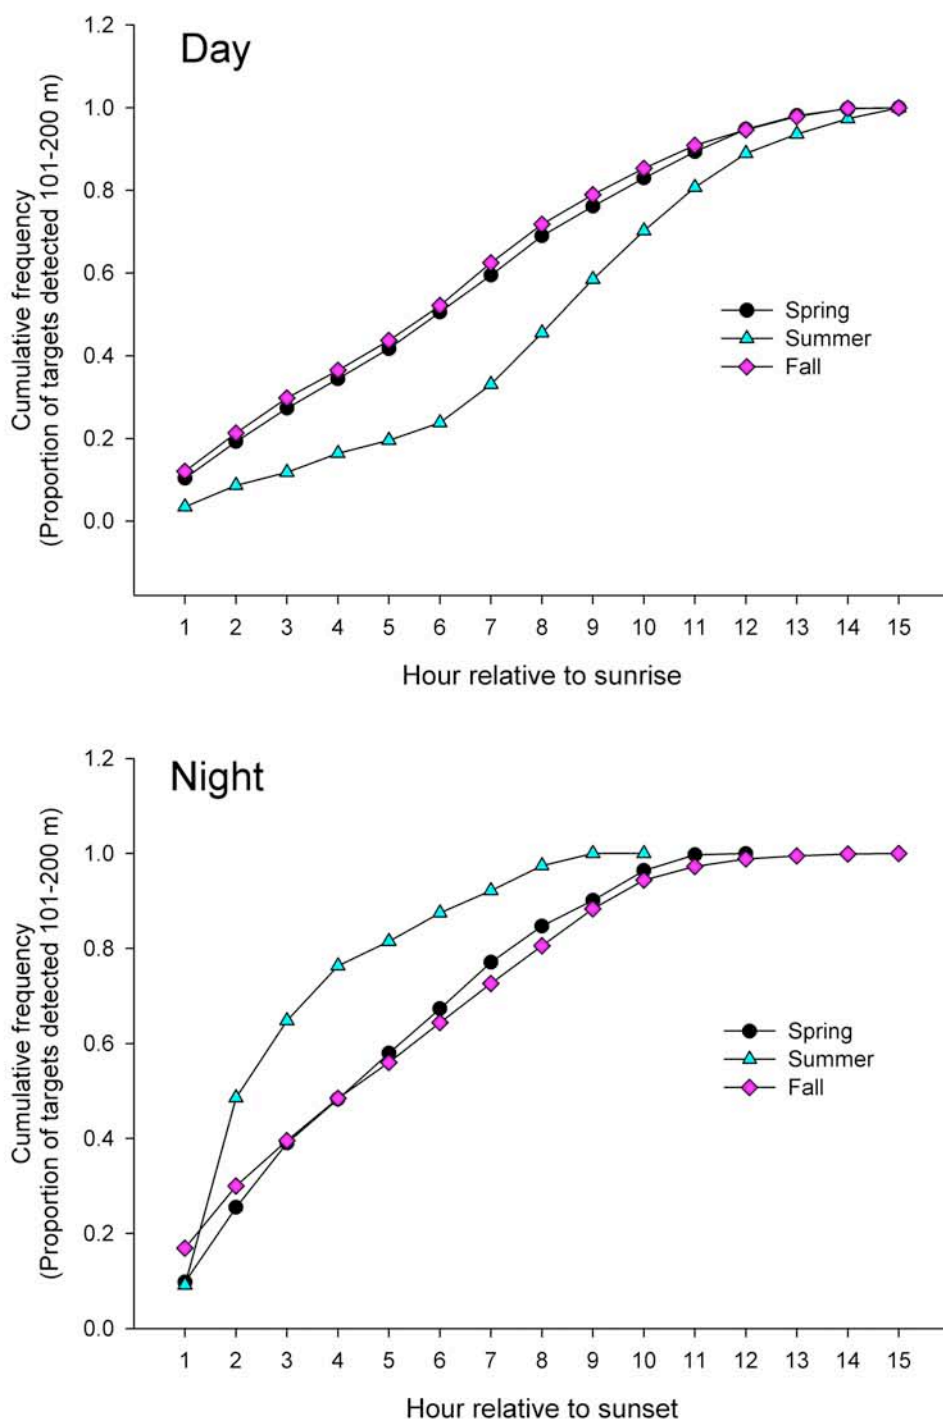 Day
1.2
1.0
0.8
0.6
0.4
0.2
0.0
Cumulative frequency
(Proportion of targets detected 101-200 m)
Spring
Summer
Fall
1 2 3 4 5 6 7 8 9 10 11 12 13 14 15
Hour relative to sunrise
Night
1.2
1.0
0.8
0.6
0.4
0.2
0.0
Cumulative frequency
(Proportion of targets detected 101-200 m)
Spring
Summer
Fall
1 2 3 4 5 6 7 8 9 10 11 12 13 14 15
Hour relative to sunset